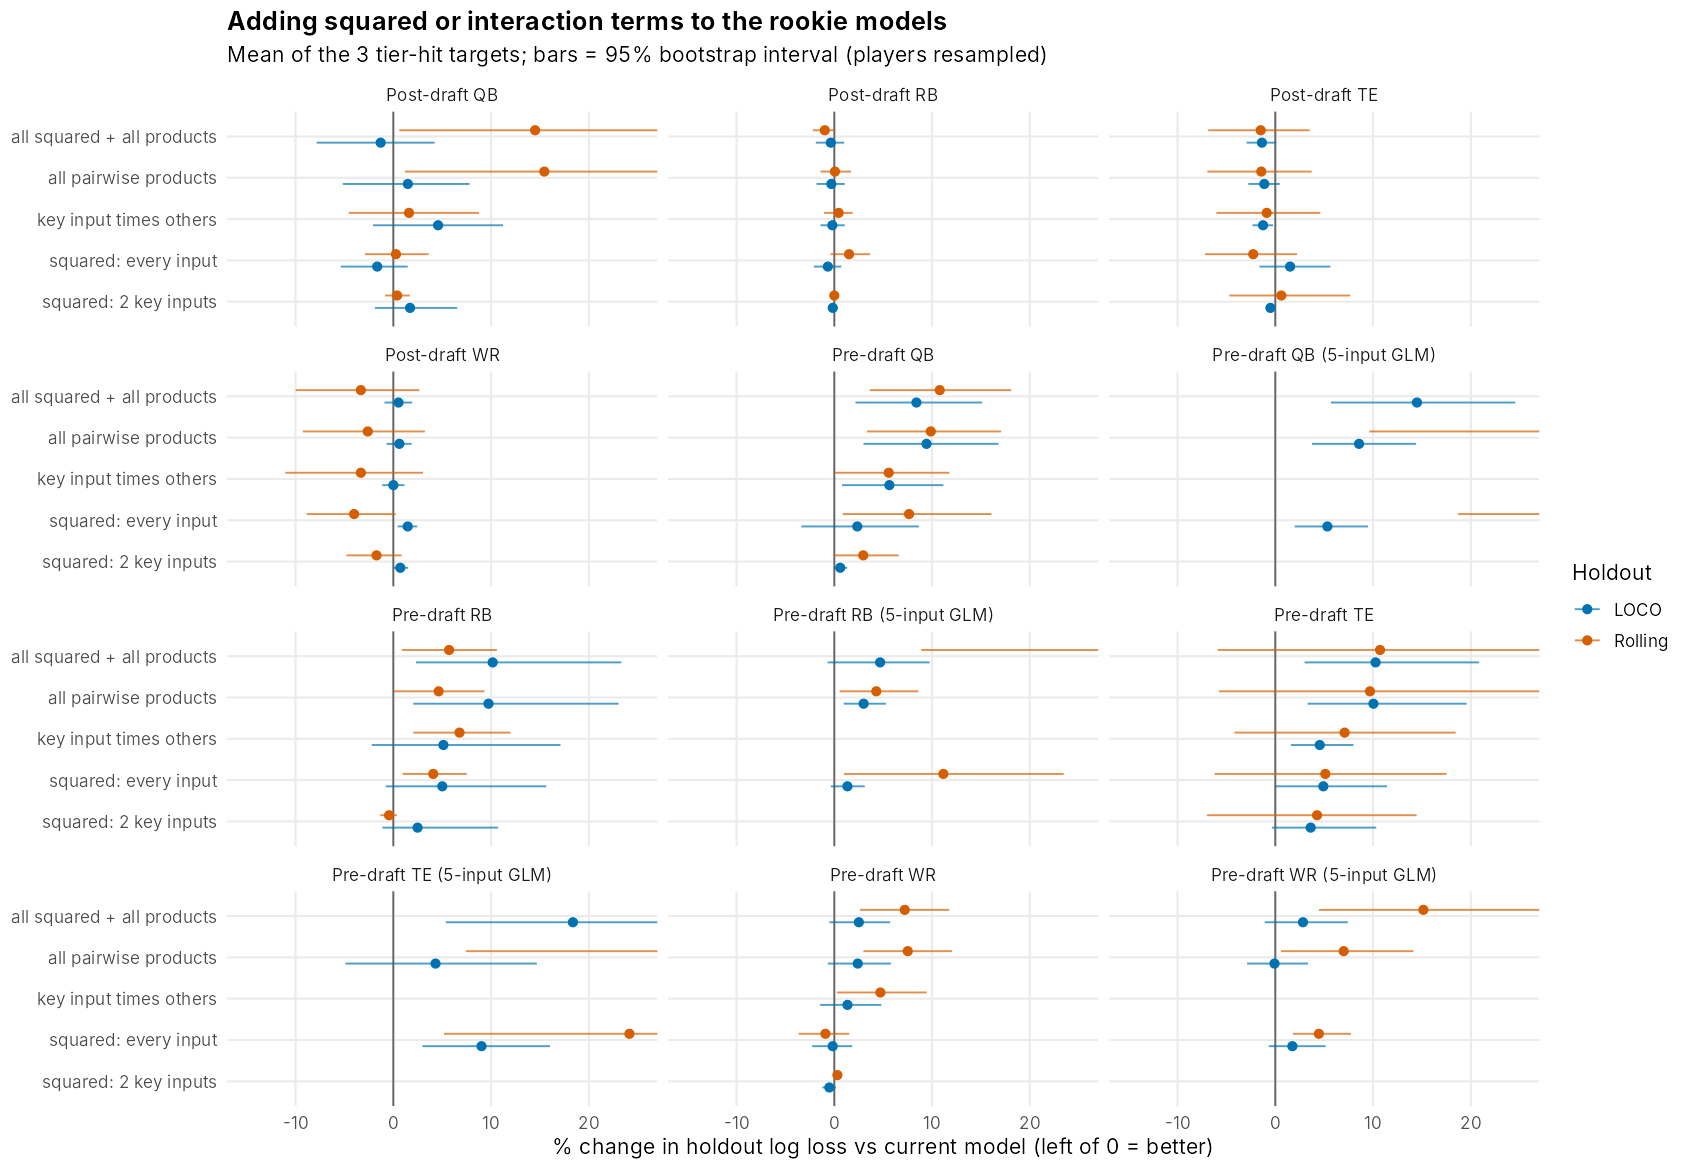 Adding squared or interaction terms to the rookie models
Mean of the 3 tier-hit targets; bars = 95% bootstrap interval (players resampled)
Post-draft QB
Post-draft RB
Post-draft TE
all squared + all products
all pairwise products
key input times others
squared: every input
squared: 2 key inputs
Post-draft WR
Pre-draft QB
Pre-draft QB (5-input GLM)
all squared + all products
all pairwise products
key input times others
squared: every input
squared: 2 key inputs
Holdout
LOCO
Rolling
Pre-draft RB
Pre-draft RB (5-input GLM)
Pre-draft TE
all squared + all products
all pairwise products
key input times others
squared: every input
squared: 2 key inputs
Pre-draft TE (5-input GLM)
Pre-draft WR
Pre-draft WR (5-input GLM)
all squared + all products
all pairwise products
key input times others
squared: every input
squared: 2 key inputs
-10 0 10 20 -10 0 10 20 -10 0 10 20
% change in holdout log loss vs current model (left of 0 = better)